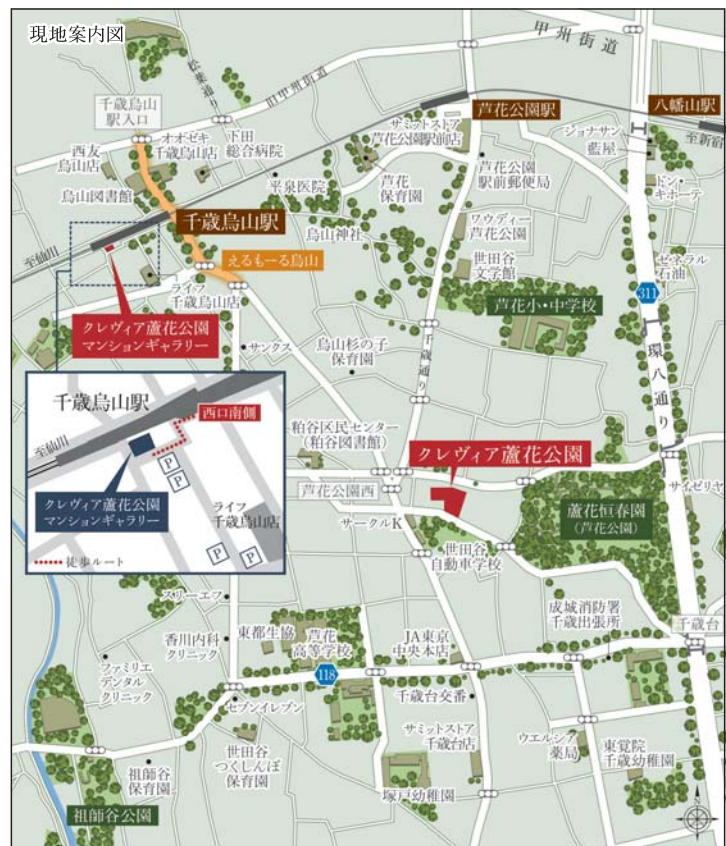 現地案内図
甲州街道
松葉通り
旧甲州街道
千歳烏山
駅入口
芦花公園駅
八幡山駅
至新宿
オオゼキ
千歳烏山店
下田
総合病院
サミットストア
芦花公園駅前店
ジョナサン
藍屋
西友
烏山店
烏山図書館
平泉医院
芦花
保育園
芦花公園
駅前郵便局
ドン・
キホーテ
千歳烏山駅
烏山神社
ワウディー
芦花公園
至仙川
えるもーる烏山
世田谷
文学館
ゼネラル
石油
ライフ
千歳烏山店
芦花小・中学校
311
クレヴィア蘆花公園
マンションギャラリー
サンクス
烏山杉の子
保育園
千歳通り
環八通り
千歳烏山駅
西口南側
至仙川
P
P
クレヴィア蘆花公園
マンションギャラリー
ライフ
千歳烏山店
P
P
徒歩ルート
粕谷区民センター
(粕谷図書館)
クレヴィア蘆花公園
芦花公園西
サイゼリヤ
蘆花恒春園
(芦花公園)
サークルK
世田谷
自動車学校
スリーエフ
成城消防署
千歳出張所
千歳台
香川内科
クリニック
東都生協
芦花
高等学校
JA東京
中央本店
ファミリエ
デンタル
クリニック
118
セブンイレブン
千歳台交番
サミットストア
千歳台店
ウエルシア
薬局
東覚院
千歳幼稚園
祖師谷
保育園
世田谷
つくしんぼ
保育園
塚戸幼稚園
祖師谷公園
N